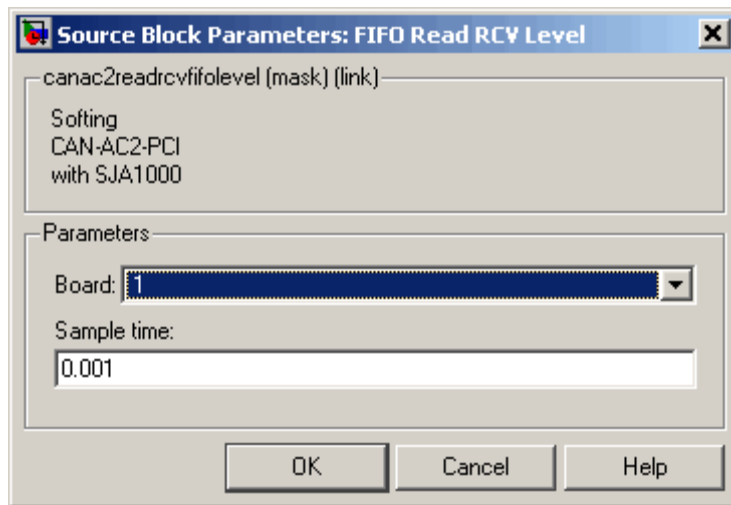 Source Block Parameters: FIFO Read RCV Level
canac2readrcvfifolevel (mask) (link)
Softing
CAN-AC2-PCI
with SJA1000
Parameters
Board: 1
Sample time:
0.001
OK Cancel Help